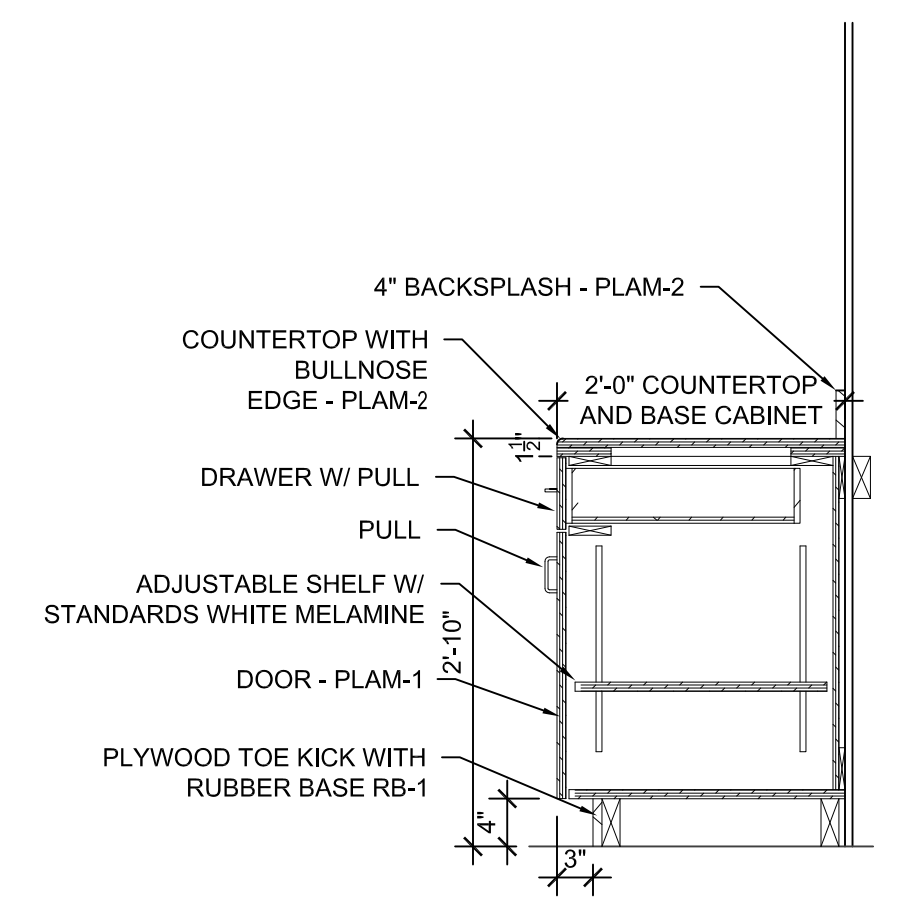 4" BACKSPLASH - PLAM-2
COUNTERTOP WITH
BULLNOSE
EDGE - PLAM-2
2'-0" COUNTERTOP
AND BASE CABINET
1 1/2"
DRAWER W/ PULL
PULL
ADJUSTABLE SHELF W/
STANDARDS WHITE MELAMINE
2'-10"
DOOR - PLAM-1
PLYWOOD TOE KICK WITH
RUBBER BASE RB-1
4"
3"